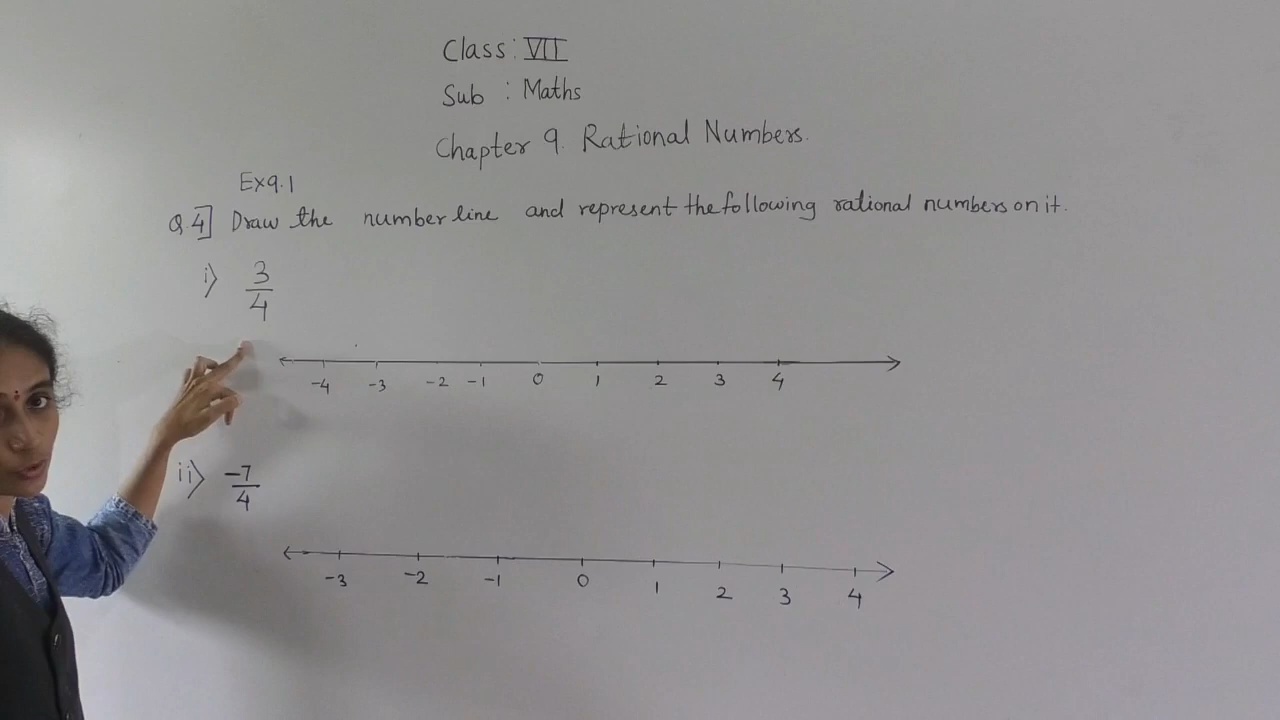 Class : VII
Sub : Maths
Chapter 9. Rational Numbers.
Ex 9.1
Q.4] Draw the number line and represent the following rational numbers on it.
i) 3/4
-4 -3 -2 -1 0 1 2 3 4
ii) -7/4
-3 -2 -1 0 1 2 3 4